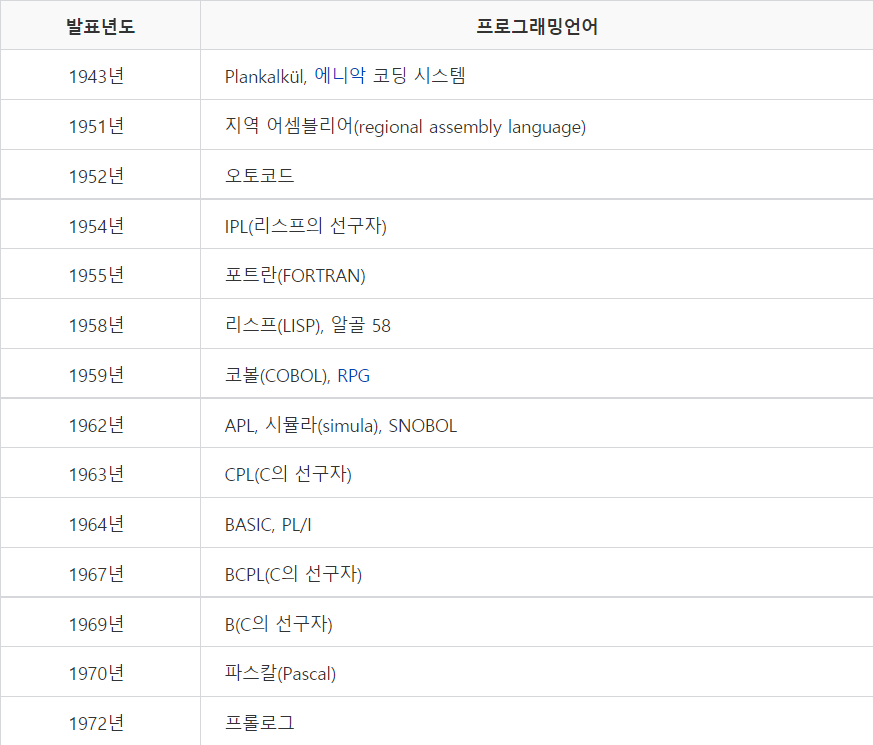 발표년도 프로그래밍언어
1943년 Plankalkül, 에니악 코딩 시스템
1951년 지역 어셈블리어(regional assembly language)
1952년 오토코드
1954년 IPL(리스프의 선구자)
1955년 포트란(FORTRAN)
1958년 리스프(LISP), 알골 58
1959년 코볼(COBOL), RPG
1962년 APL, 시뮬라(simula), SNOBOL
1963년 CPL(C의 선구자)
1964년 BASIC, PL/I
1967년 BCPL(C의 선구자)
1969년 B(C의 선구자)
1970년 파스칼(Pascal)
1972년 프롤로그